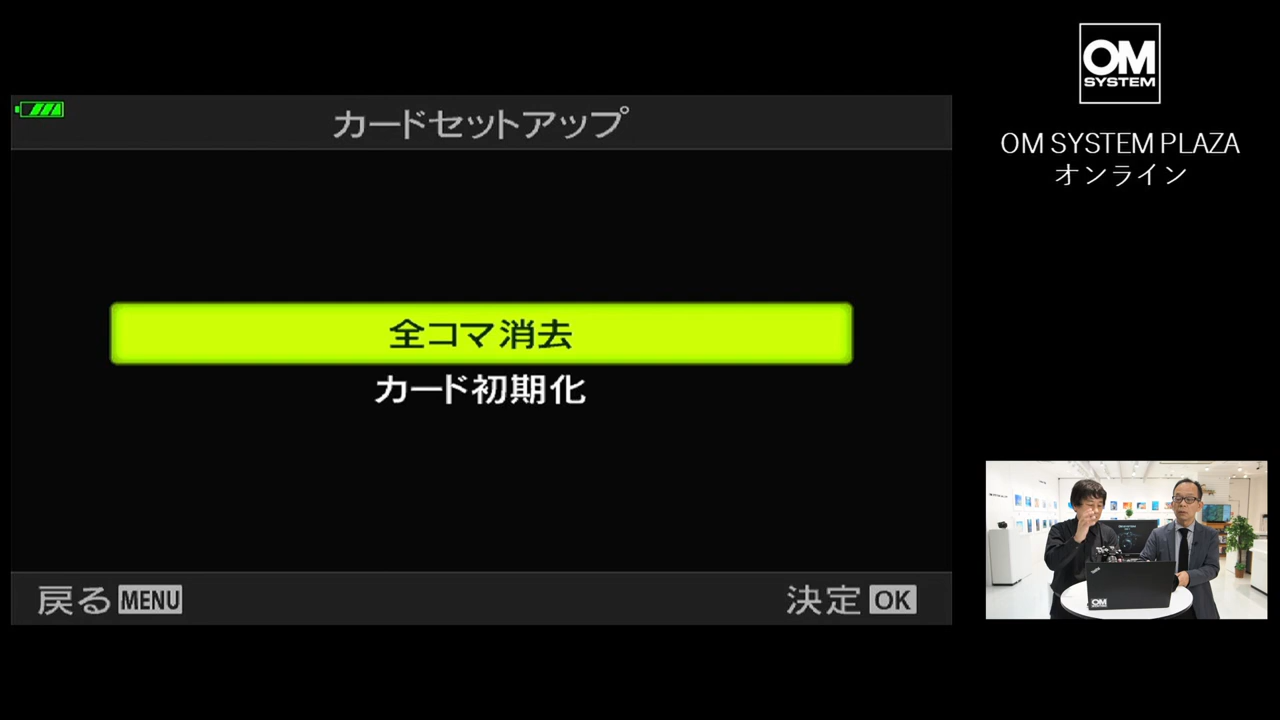 カードセットアップ
全コマ消去
カード初期化
戻る MENU
決定 OK
OM
SYSTEM
OM SYSTEM PLAZA
オンライン
OM